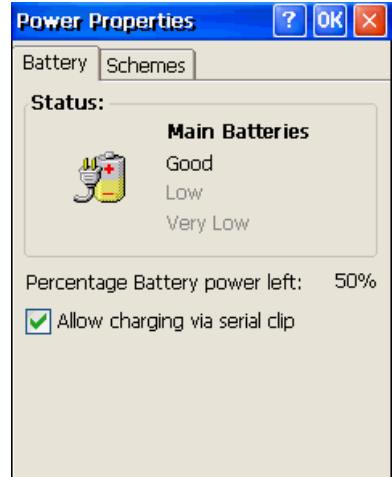 Power Properties ? OK ×
Battery Schemes
Status:
Main Batteries
Good
Low
Very Low
Percentage Battery power left: 50%
Allow charging via serial clip